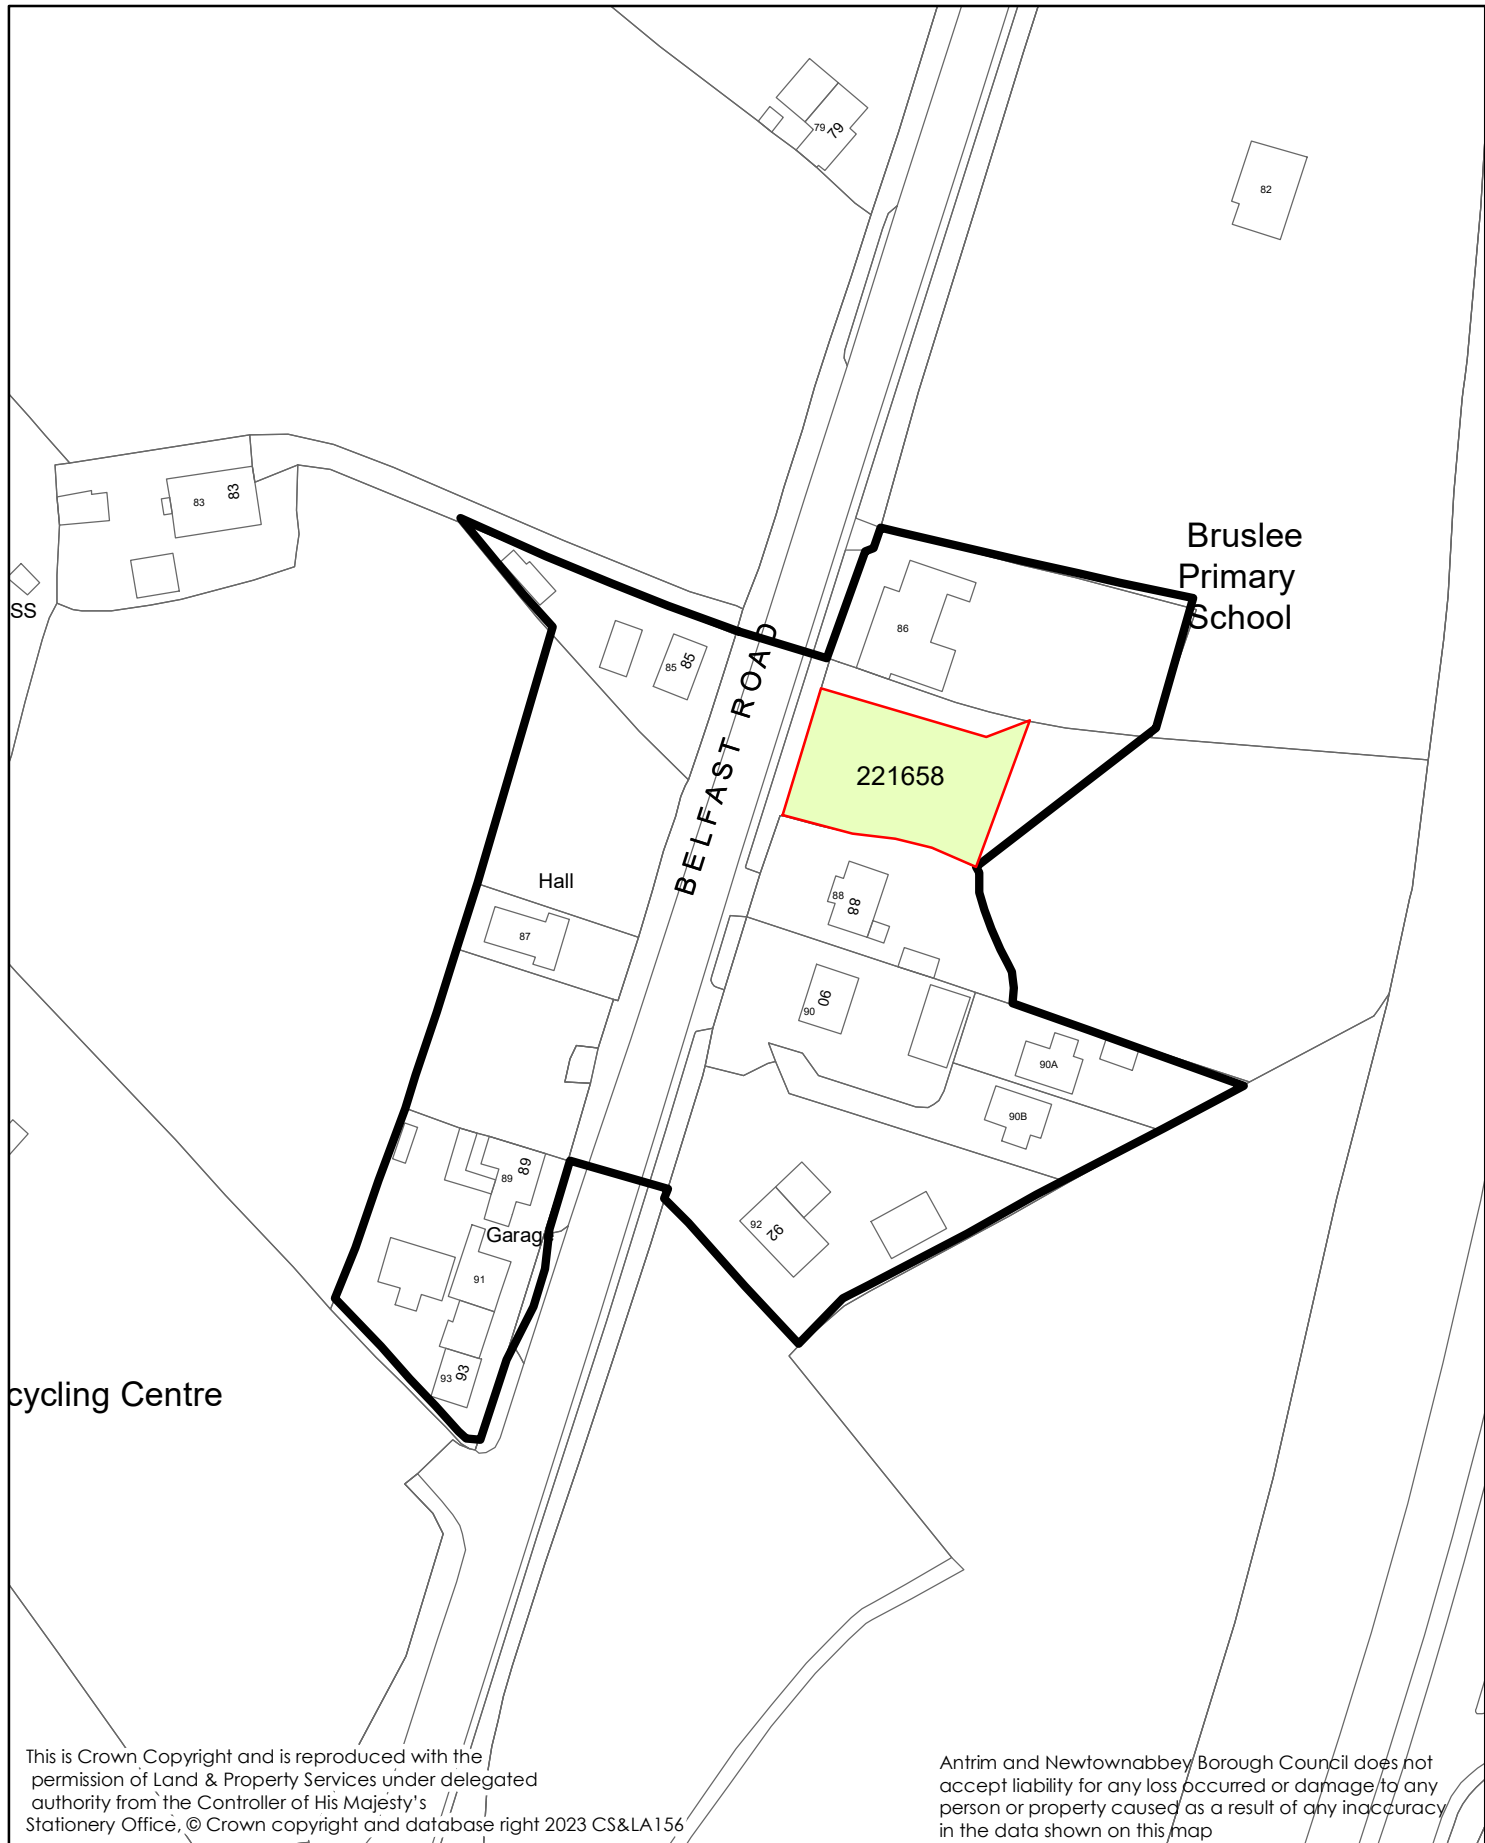 79
79
82
83
83
SS
Bruslee
Primary
School
86
85
85
BELFAST ROAD
221658
Hall
87
88
88
90
90
90A
90B
89
89
Garage
91
92
92
93
93
cycling Centre
This is Crown Copyright and is reproduced with the
permission of Land & Property Services under delegated
authority from the Controller of His Majesty's
Stationery Office, © Crown copyright and database right 2023 CS&LA156
Antrim and Newtownabbey Borough Council does not
accept liability for any loss occurred or damage to any
person or property caused as a result of any inaccuracy
in the data shown on this map